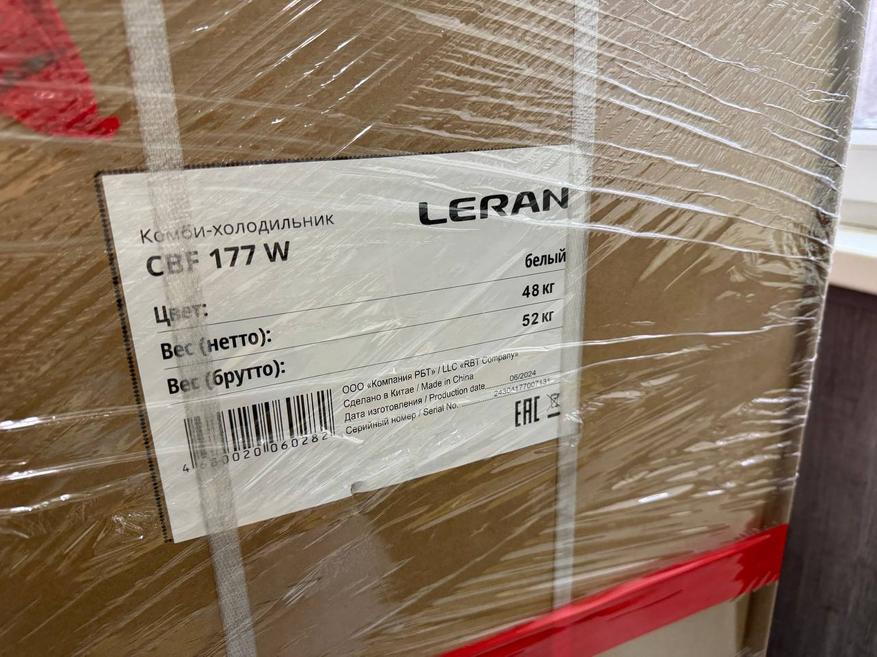 LERAN
Комби-холодильник
CBF 177 W
Цвет: белый
Вес (нетто): 48 кг
Вес (брутто): 52 кг
ООО «Компания РБТ» / LLC «RBT Company»
Сделано в Китае / Made in China
Дата изготовления / Production date 06/2024
Серийный номер / Serial No.
EAC